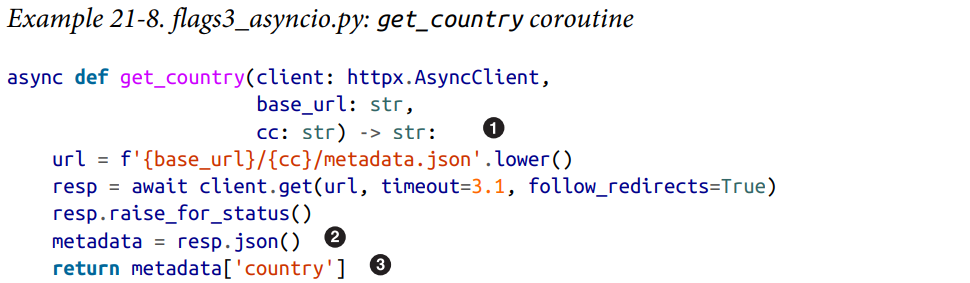 Example 21-8. flags3_asyncio.py: get_country coroutine
async def get_country(client: httpx.AsyncClient,
                      base_url: str,
                      cc: str) -> str:    ❶
    url = f'{base_url}/{cc}/metadata.json'.lower()
    resp = await client.get(url, timeout=3.1, follow_redirects=True)
    resp.raise_for_status()
    metadata = resp.json()  ❷
    return metadata['country']  ❸